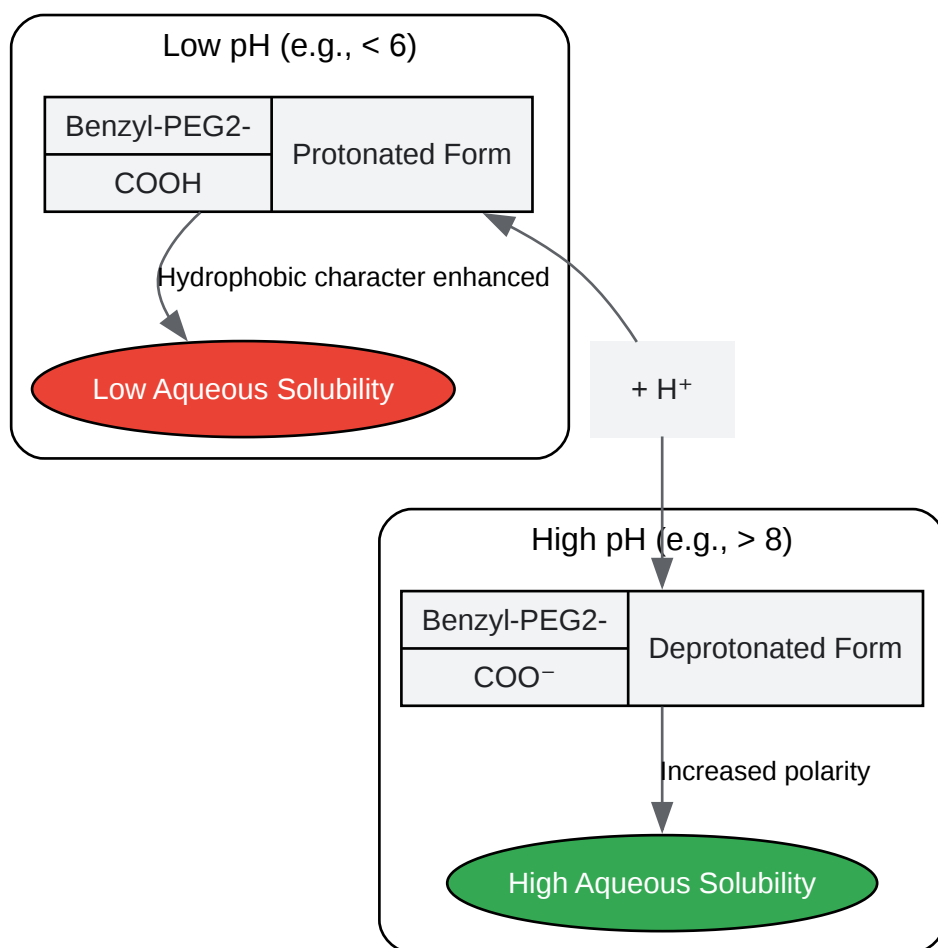 Low pH (e.g., < 6)
Benzyl-PEG2-
COOH
Protonated Form
Hydrophobic character enhanced
Low Aqueous Solubility
+ H⁺
High pH (e.g., > 8)
Benzyl-PEG2-
COO⁻
Deprotonated Form
Increased polarity
High Aqueous Solubility